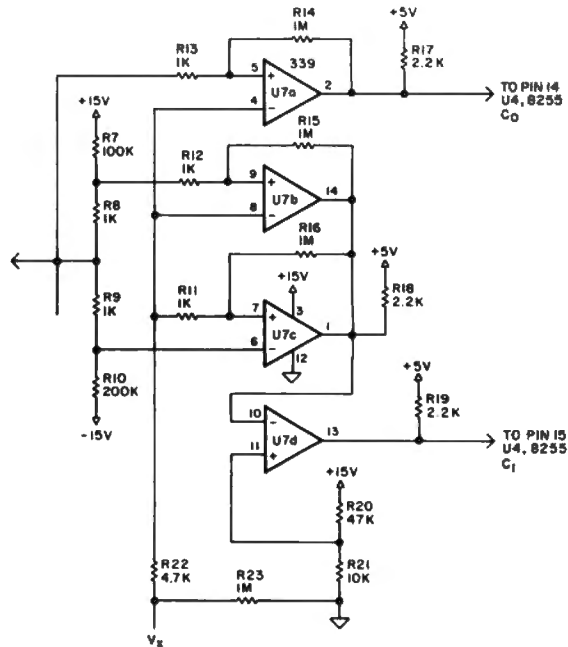 R14
1M
+5V
R13
1K
339
R17
2.2K
5
+
2
U7a
4
−
TO PIN 14
U4, 8255
C0
+15V
R15
1M
R7
100K
R12
1K
9
+
14
U7b
8
−
R8
1K
R16
1M
+5V
+15V
R18
2.2K
R11
1K
R9
1K
7
+
3
1
U7c
6
−
12
+5V
R10
200K
R19
2.2K
-15V
10
−
13
U7d
11
+
TO PIN 15
U4, 8255
C1
+15V
R20
47K
R22
4.7K
R23
1M
R21
10K
Vx